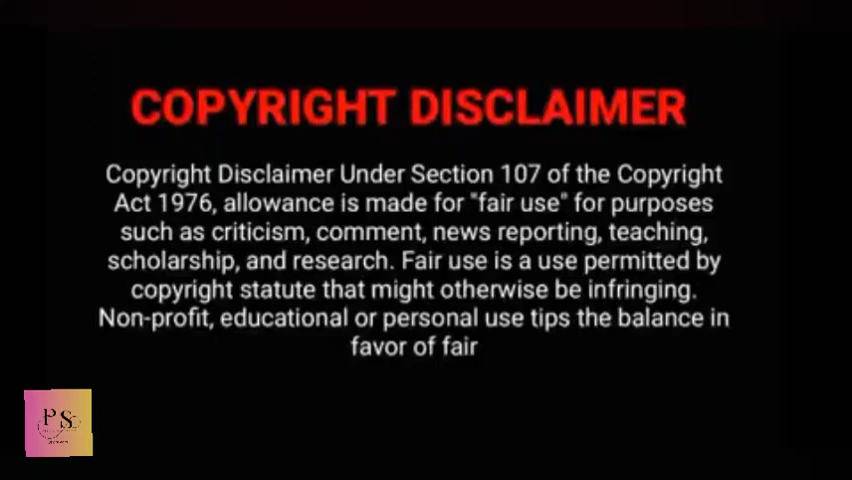 COPYRIGHT DISCLAIMER
Copyright Disclaimer Under Section 107 of the Copyright
Act 1976, allowance is made for "fair use" for purposes
such as criticism, comment, news reporting, teaching,
scholarship, and research. Fair use is a use permitted by
copyright statute that might otherwise be infringing.
Non-profit, educational or personal use tips the balance in
favor of fair
PS